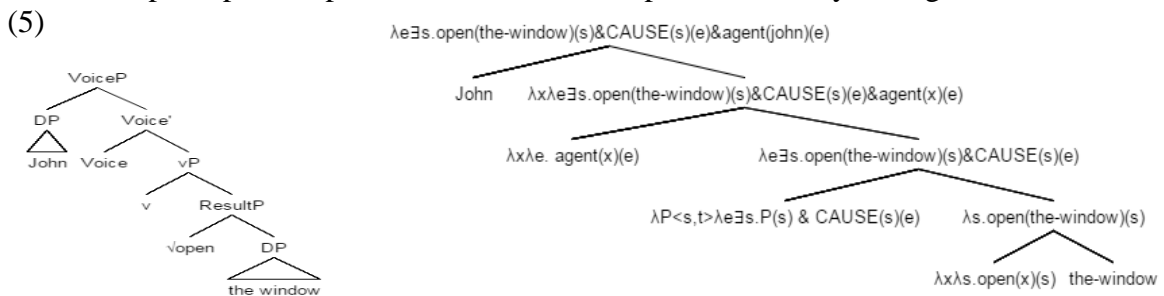 (5)
λe∃s.open(the-window)(s)&CAUSE(s)(e)&agent(john)(e)
VoiceP
John λxλe∃s.open(the-window)(s)&CAUSE(s)(e)&agent(x)(e)
DP Voice'
John Voice vP
λxλe. agent(x)(e) λe∃s.open(the-window)(s)&CAUSE(s)(e)
v ResultP
λP<s,t>λe∃s.P(s) & CAUSE(s)(e) λs.open(the-window)(s)
√open DP
the window
λxλs.open(x)(s) the-window